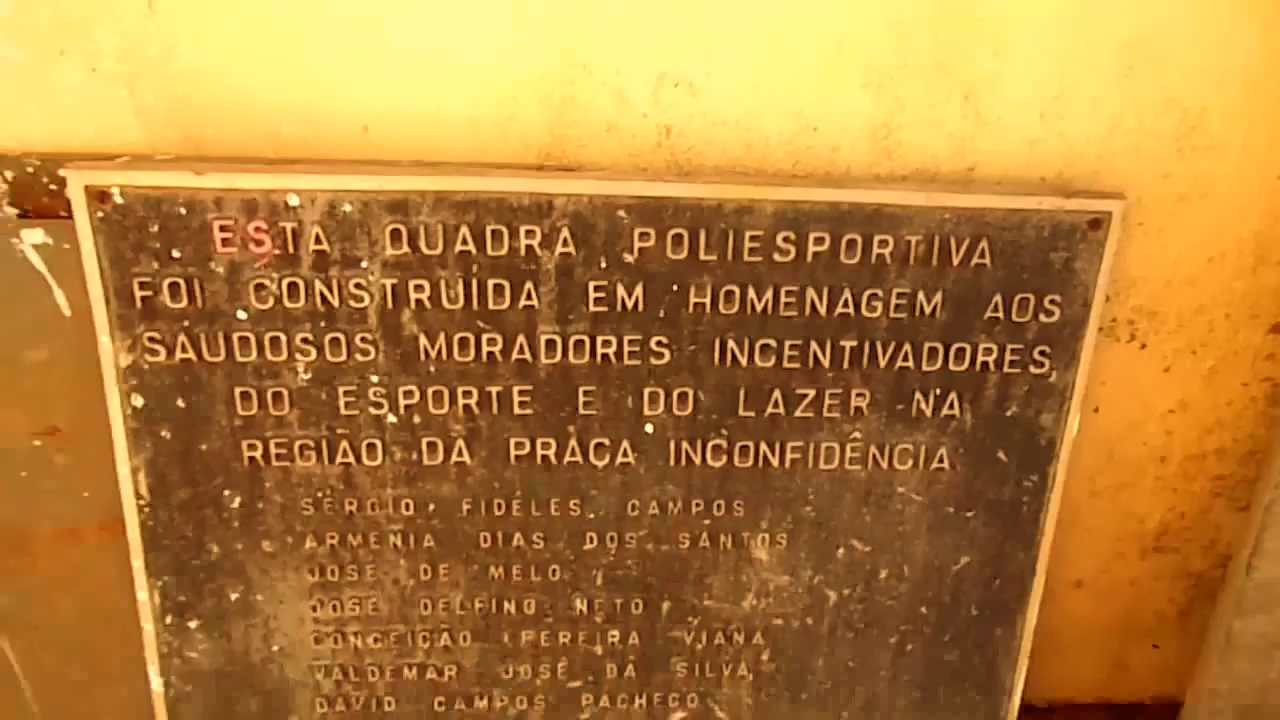 ESTA QUADRA POLIESPORTIVA
FOI CONSTRUÍDA EM HOMENAGEM AOS
SAUDOSOS MORADORES INCENTIVADORES
DO ESPORTE E DO LAZER NA
REGIÃO DA PRAÇA INCONFIDÊNCIA
SÉRGIO FIDÉLES CAMPOS
ARMENIA DIAS DOS SANTOS
JOSÉ DE MELO
JOSÉ DELFINO NETO
CONCEIÇÃO PEREIRA VIANA
VALDEMAR JOSÉ DA SILVA
DAVID CAMPOS PACHECO